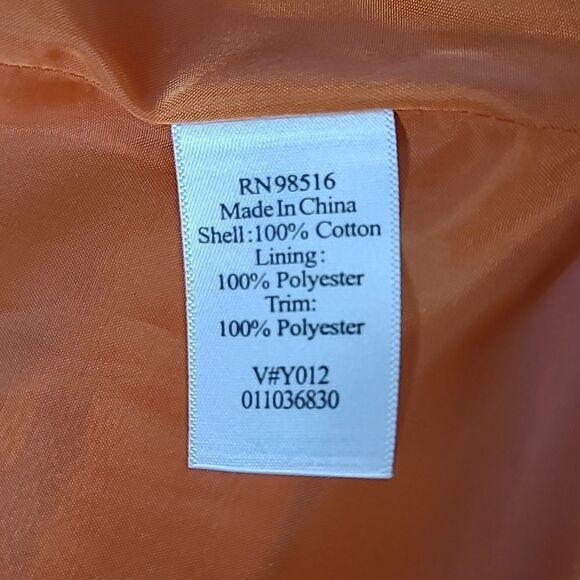 RN98516
Made In China
Shell:100% Cotton
Lining:
100% Polyester
Trim:
100% Polyester
V#Y012
011036830